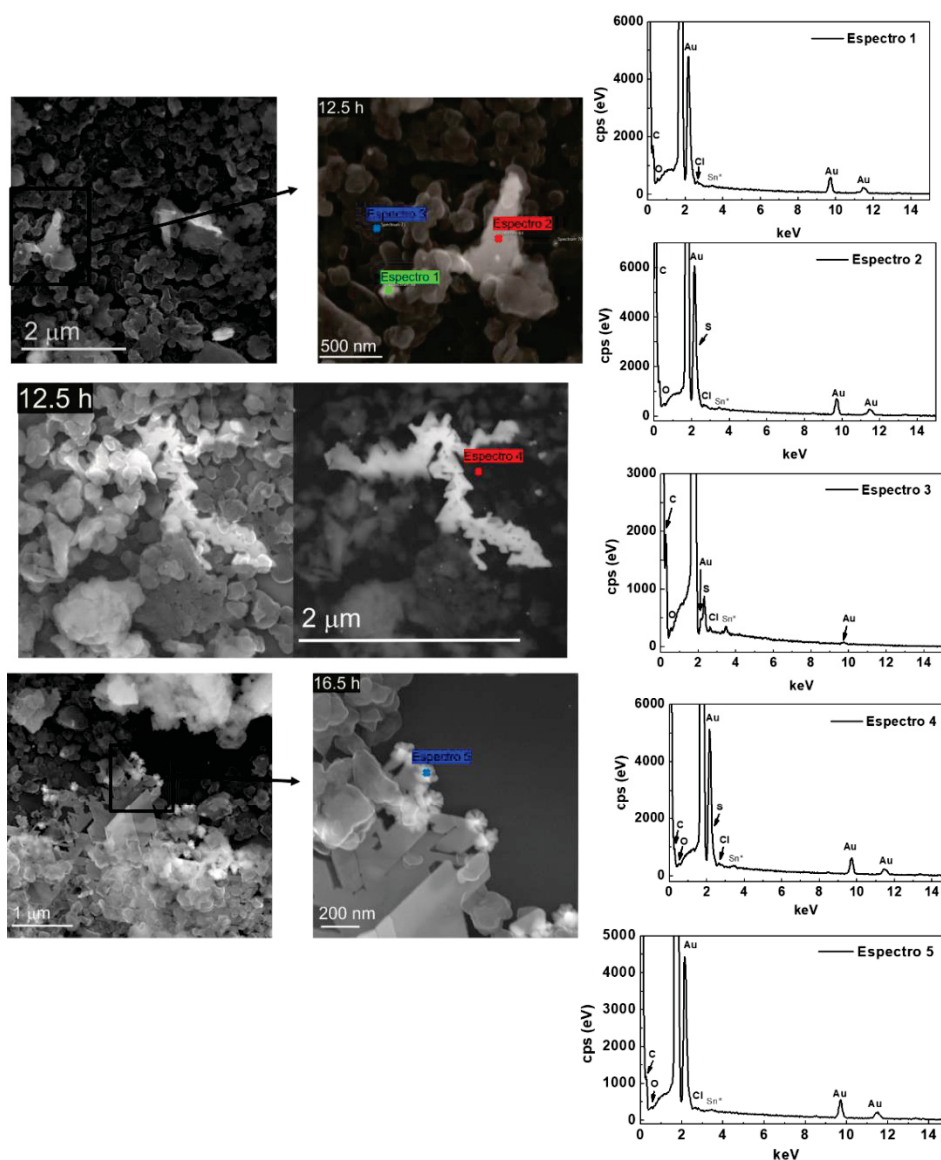 2 μm
12.5 h
Espectro 3
Espectro 2
Espectro 1
500 nm
12.5 h
Espectro 4
2 μm
1 μm
16.5 h
Espectro 5
200 nm
Espectro 1
6000
4000
2000
0
cps (eV)
C
O
Au
Cl
Sn*
Au
Au
0 2 4 6 8 10 12 14
keV
Espectro 2
6000
4000
2000
0
cps (eV)
C
O
Au
S
Cl
Sn*
Au
Au
0 2 4 6 8 10 12 14
keV
Espectro 3
3000
2000
1000
0
cps (eV)
C
O
Au
S
Cl
Sn*
Au
0 2 4 6 8 10 12 14
keV
Espectro 4
6000
4000
2000
0
cps (eV)
C
O
Au
S
Cl
Sn*
Au
Au
0 2 4 6 8 10 12 14
keV
Espectro 5
5000
4000
3000
2000
1000
0
cps (eV)
C
O
Au
Cl
Sn*
Au
Au
0 2 4 6 8 10 12 14
keV